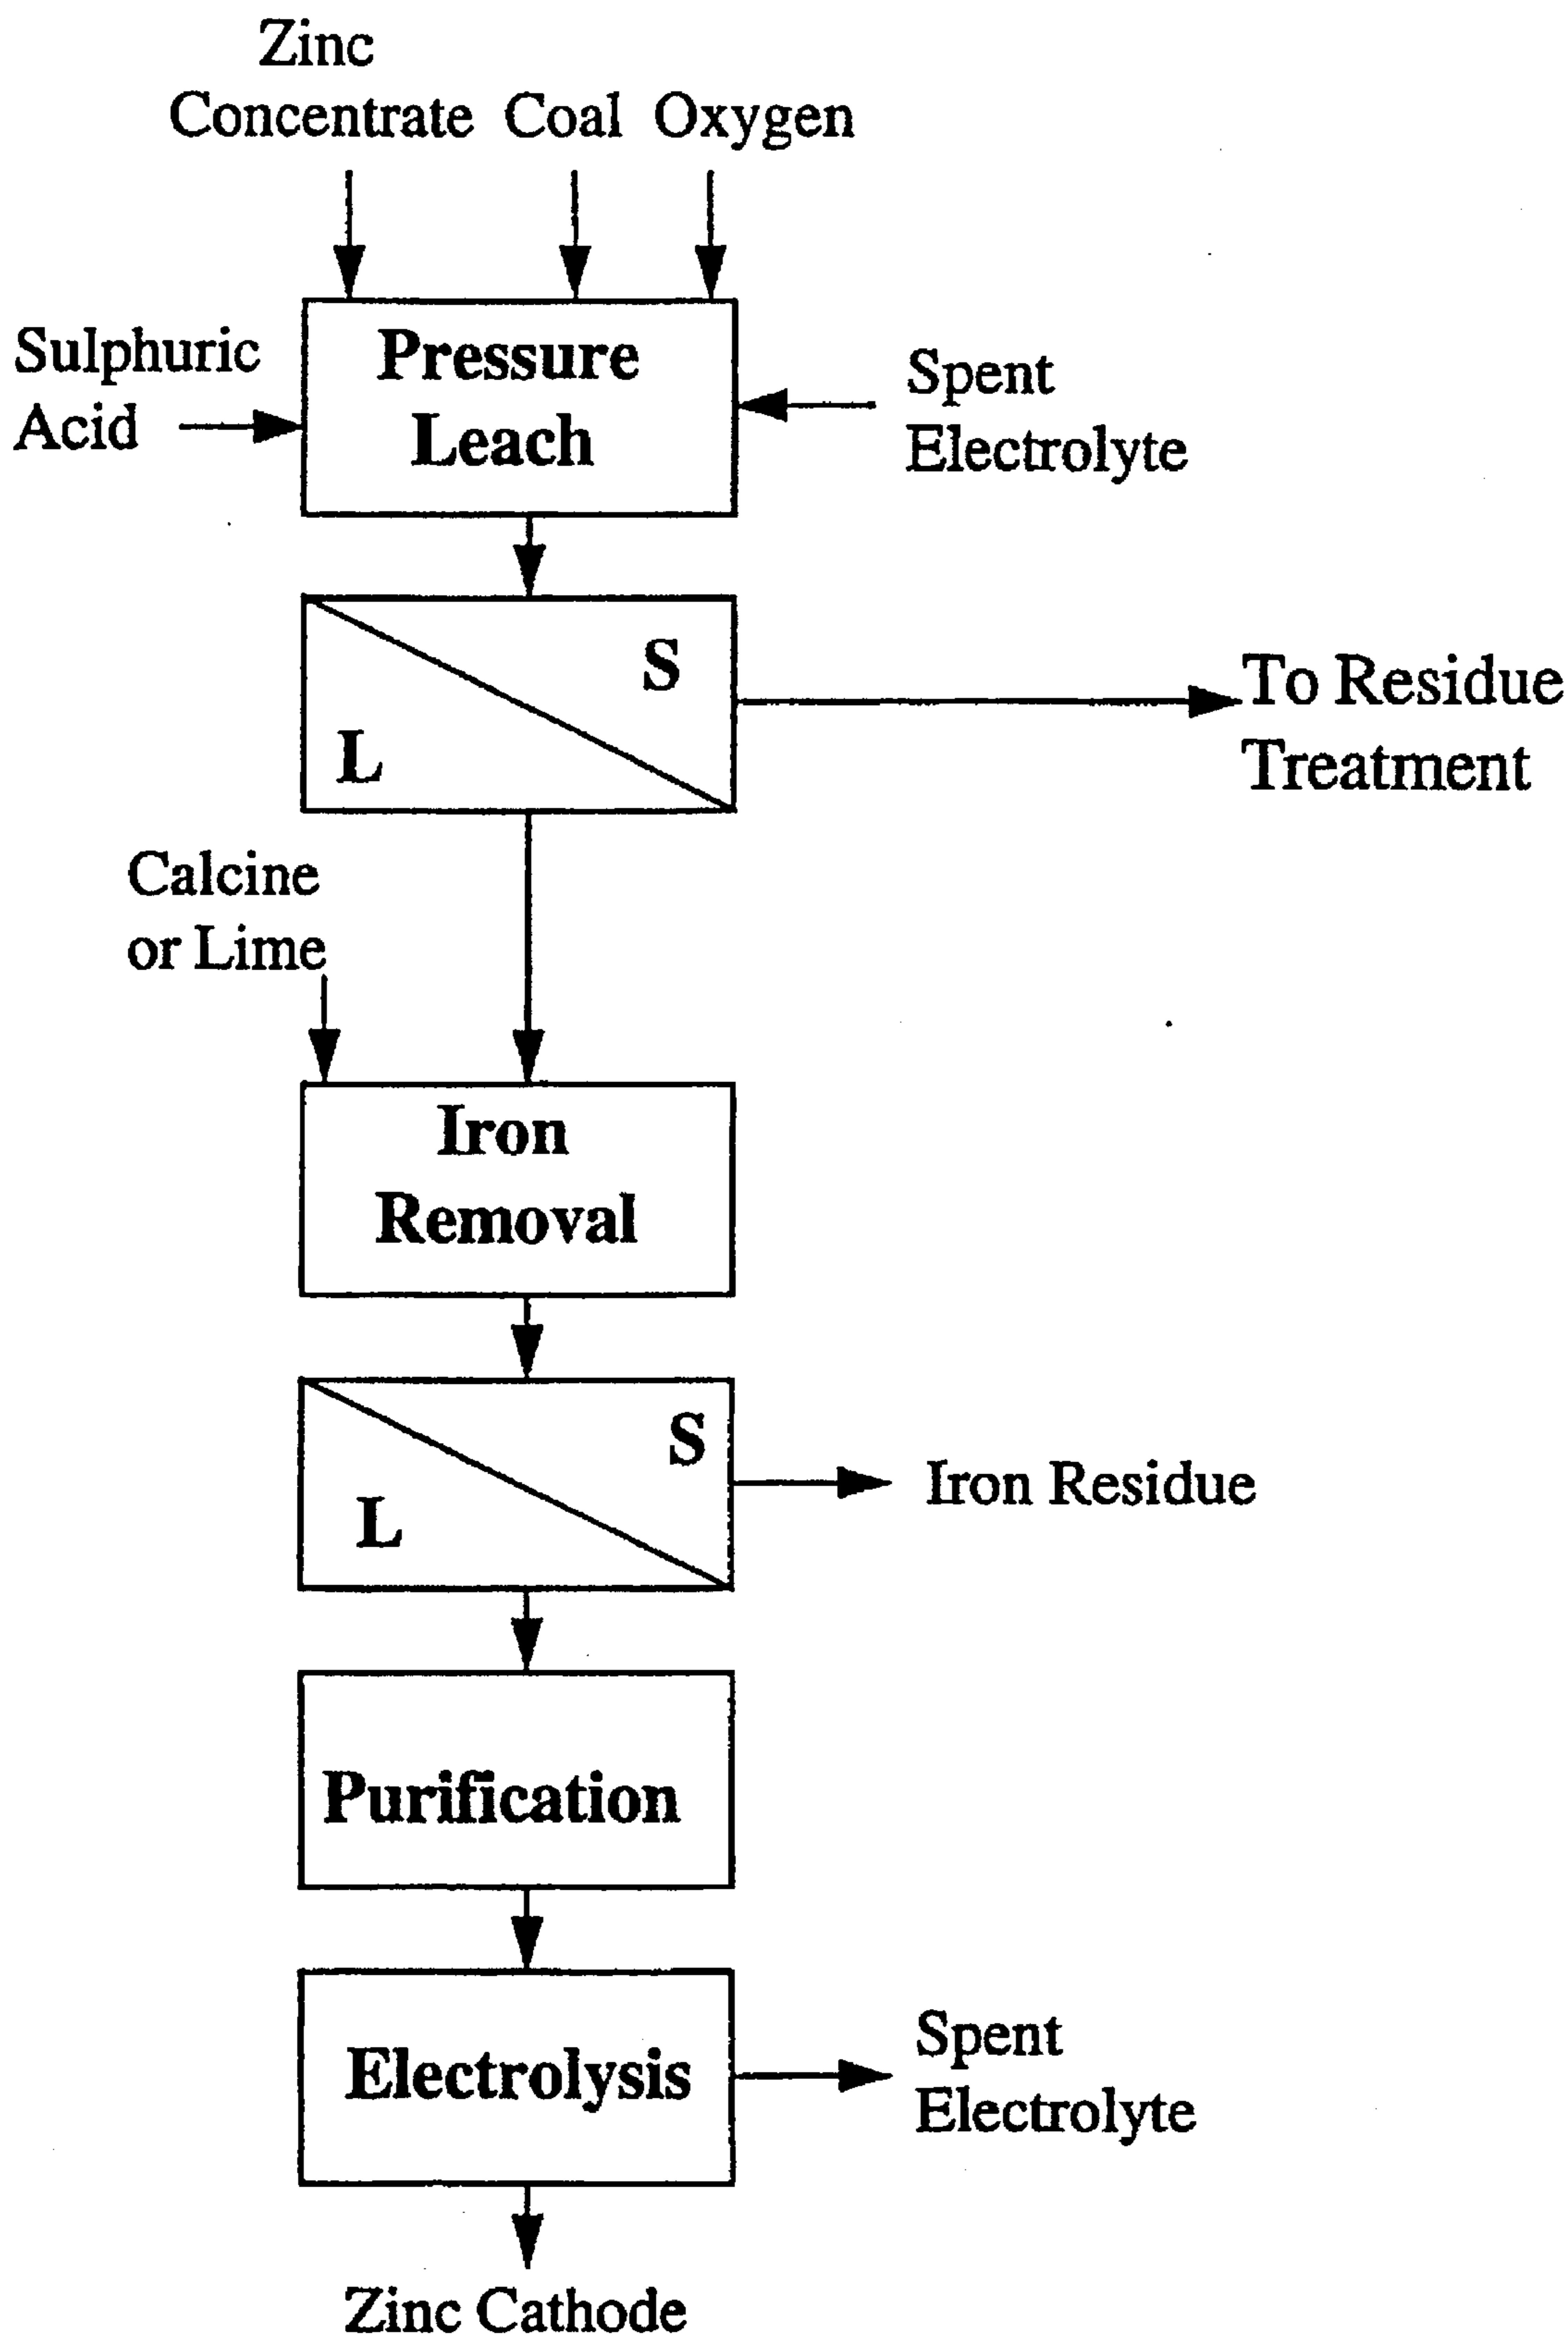 Zinc
Concentrate Coal Oxygen
Sulphuric
Acid
Pressure
Leach
Spent
Electrolyte
S
L
To Residue
Treatment
Calcine
or Lime
Iron
Removal
S
L
Iron Residue
Purification
Electrolysis
Spent
Electrolyte
Zinc Cathode